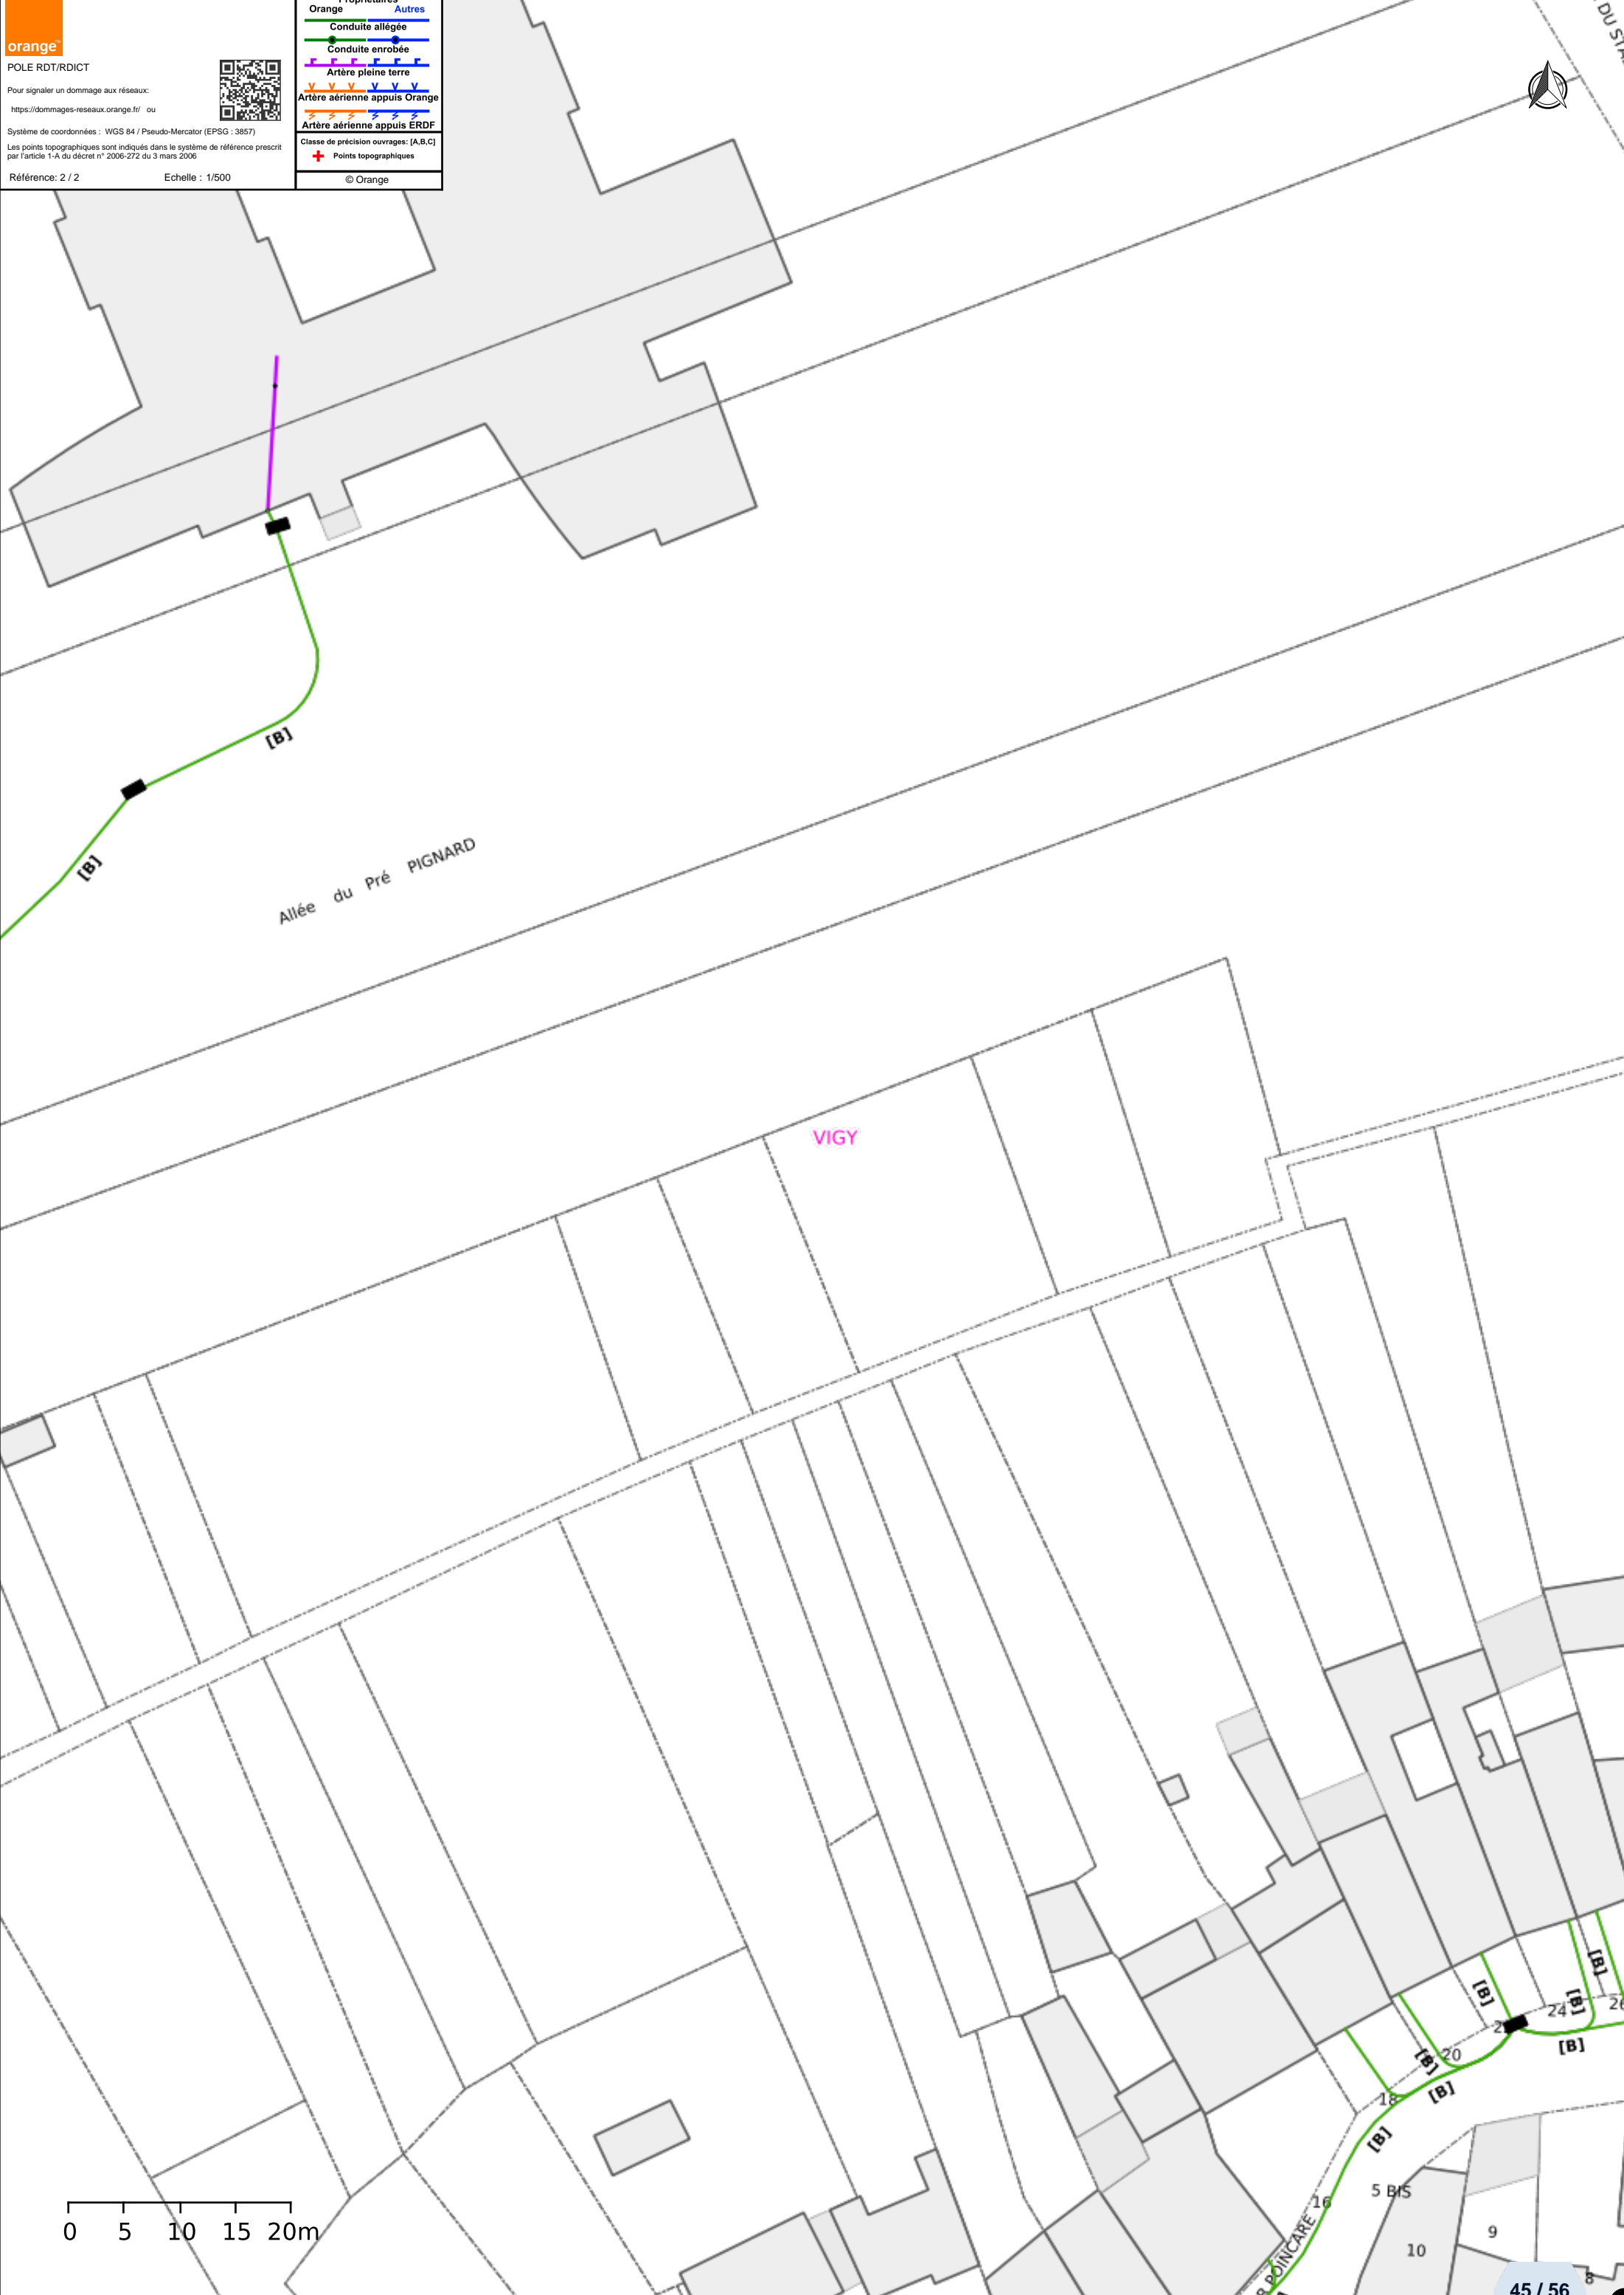 Propriétaires
Orange Autres
Conduite allégée
Conduite enrobée
Artère pleine terre
Artère aérienne appuis Orange
Artère aérienne appuis ERDF
Classe de précision ouvrages: [A,B,C]
Points topographiques
© Orange
orange™
POLE RDT/RDICT
Pour signaler un dommage aux réseaux:
https://dommages-reseaux.orange.fr/ ou
Système de coordonnées : WGS 84 / Pseudo-Mercator (EPSG : 3857)
Les points topographiques sont indiqués dans le système de référence prescrit
par l'article 1-A du décret n° 2006-272 du 3 mars 2006
Référence: 2 / 2 Echelle : 1/500
DU
[B]
[B]
Allée du Pré PIGNARD
VIGY
[B]
[B]
[B]
24
[B]
20
[B]
[B]
18
[B]
5 BIS
16
POINCARE
9
10
8
0 5 10 15 20m
45 / 56